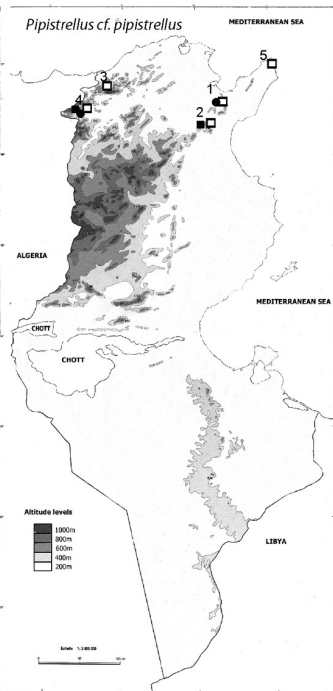 Pipistrellus cf. pipistrellus
MEDITERRANEAN SEA
5
3
1
4
2
ALGERIA
MEDITERRANEAN SEA
CHOTT
CHOTT
Altitude levels
1000m
800m
600m
400m
200m
LIBYA